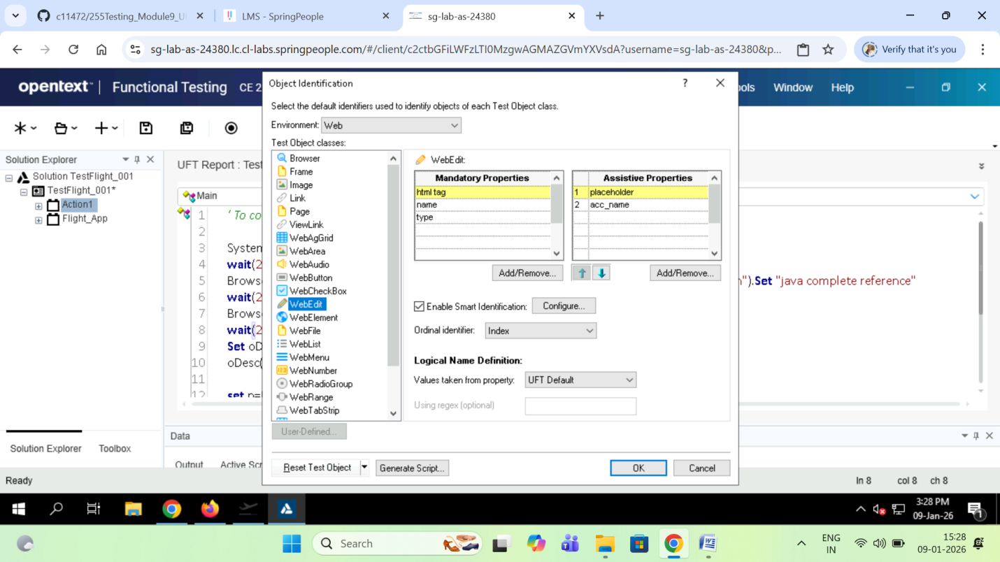 c11472/255Testing_Module9_U
LMS - SpringPeople
sg-lab-as-24380
sg-lab-as-24380.lc.cl-labs.springpeople.com/#/client/c2ctbGFiLWFzLTI0MzgwAGMAZGVmYXVsdA?username=sg-lab-as-24380&p...
Verify that it's you
opentext™ | Functional Testing CE 2
ools Window Help
Object Identification
Select the default identifiers used to identify objects of each Test Object class.
Environment: Web
Test Object classes:
Browser
Frame
Image
Link
Page
ViewLink
WebAgGrid
WebArea
WebAudio
WebButton
WebCheckBox
WebEdit
WebElement
WebFile
WebList
WebMenu
WebNumber
WebRadioGroup
WebRange
WebTabStrip
User-Defined...
WebEdit:
Mandatory Properties
html tag
name
type
Add/Remove...
Assistive Properties
1 placeholder
2 acc_name
Add/Remove...
Enable Smart Identification: Configure...
Ordinal identifier: Index
Logical Name Definition:
Values taken from property: UFT Default
Using regex (optional)
Reset Test Object Generate Script... OK Cancel
Solution Explorer
Solution TestFlight_001
TestFlight_001*
Action1
Flight_App
UFT Report : Test
Main
1 ' To co
2
3 System
4 wait(2
5 Brows n").Set "java complete reference"
6 wait(2
7 Brows
8 wait(2
9 Set oD
10 oDesc(
11
12 set p=
Solution Explorer Toolbox
Data
Output Active Scr
Ready
ln 8 col 8 ch 8
3:28 PM
09-Jan-26
1
Search
ENG
IN
15:28
09-01-2026